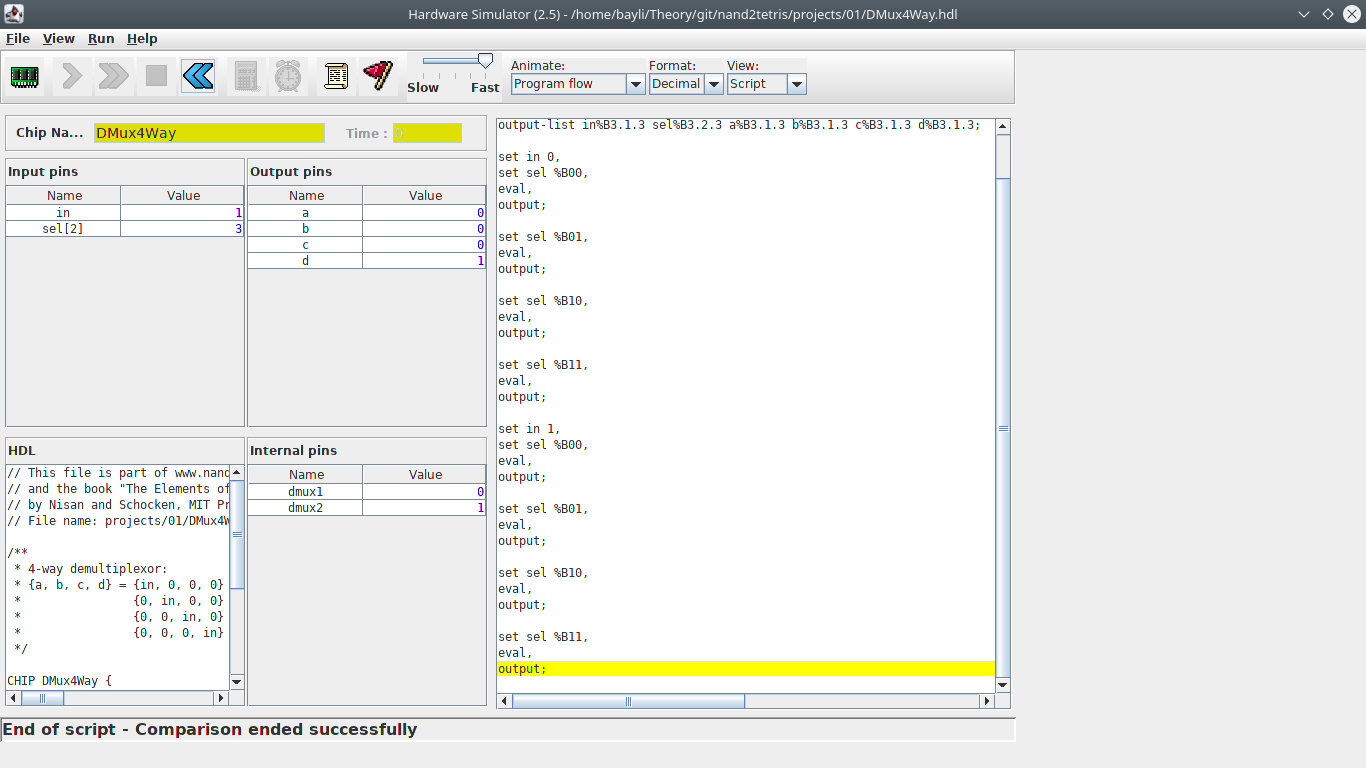 Hardware Simulator (2.5) - /home/bayli/Theory/git/nand2tetris/projects/01/DMux4Way.hdl
File View Run Help
Slow Fast
Animate: Format: View:
Program flow Decimal Script
Chip Na... DMux4Way Time : 0
Input pins
Name Value
in 1
sel[2] 3
Output pins
Name Value
a 0
b 0
c 0
d 1
HDL
// This file is part of www.nand
// and the book "The Elements of
// by Nisan and Schocken, MIT Pr
// File name: projects/01/DMux4W
/**
* 4-way demultiplexor:
* {a, b, c, d} = {in, 0, 0, 0}
* {0, in, 0, 0}
* {0, 0, in, 0}
* {0, 0, 0, in}
*/
CHIP DMux4Way {
Internal pins
Name Value
dmux1 0
dmux2 1
output-list in%B3.1.3 sel%B3.2.3 a%B3.1.3 b%B3.1.3 c%B3.1.3 d%B3.1.3;
set in 0,
set sel %B00,
eval,
output;
set sel %B01,
eval,
output;
set sel %B10,
eval,
output;
set sel %B11,
eval,
output;
set in 1,
set sel %B00,
eval,
output;
set sel %B01,
eval,
output;
set sel %B10,
eval,
output;
set sel %B11,
eval,
output;
End of script - Comparison ended successfully